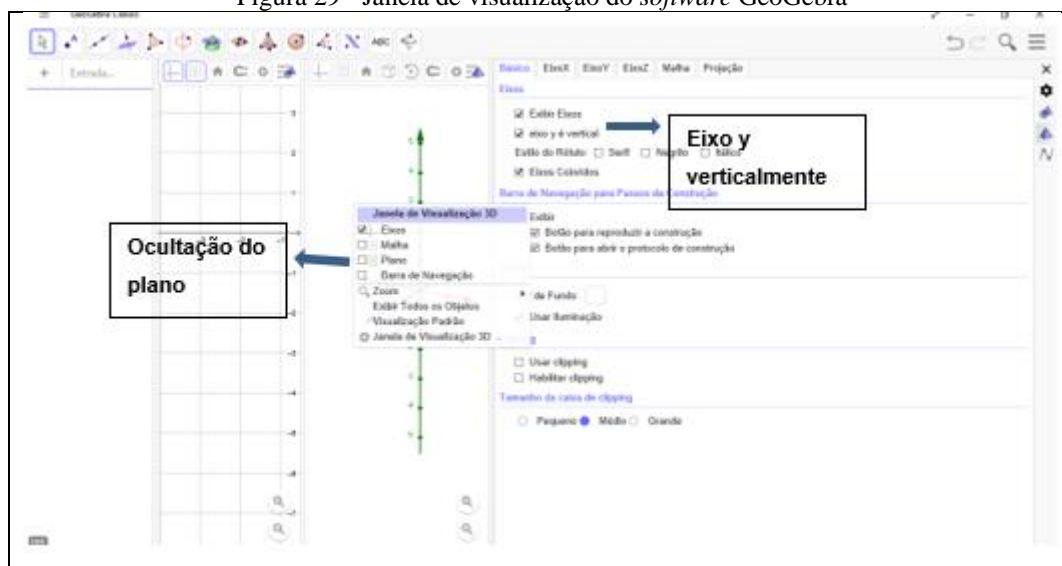 Figura 29 - Janela de visualização do software GeoGebra
ABC
+ Entrada...
Básico EixoX EixoY EixoZ Malha Projeção
Eixos
Exibir Eixos
eixo y é vertical
Estilo do Rótulo: Serif Negrito Itálico
Eixos Coloridos
Barra de Navegação para Passos da Construção
Exibir
Botão para reproduzir a construção
Botão para abrir o protocolo de construção
de Fundo
Usar Iluminação
Usar clipping
Habilitar clipping
Tamanho da caixa de clipping
Pequeno Médio Grande
Eixo y
verticalmente
Janela de Visualização 3D
Eixos
Malha
Plano
Barra de Navegação
Zoom
Exibir Todos os Objetos
Visualização Padrão
Janela de Visualização 3D ...
Ocultação do
plano